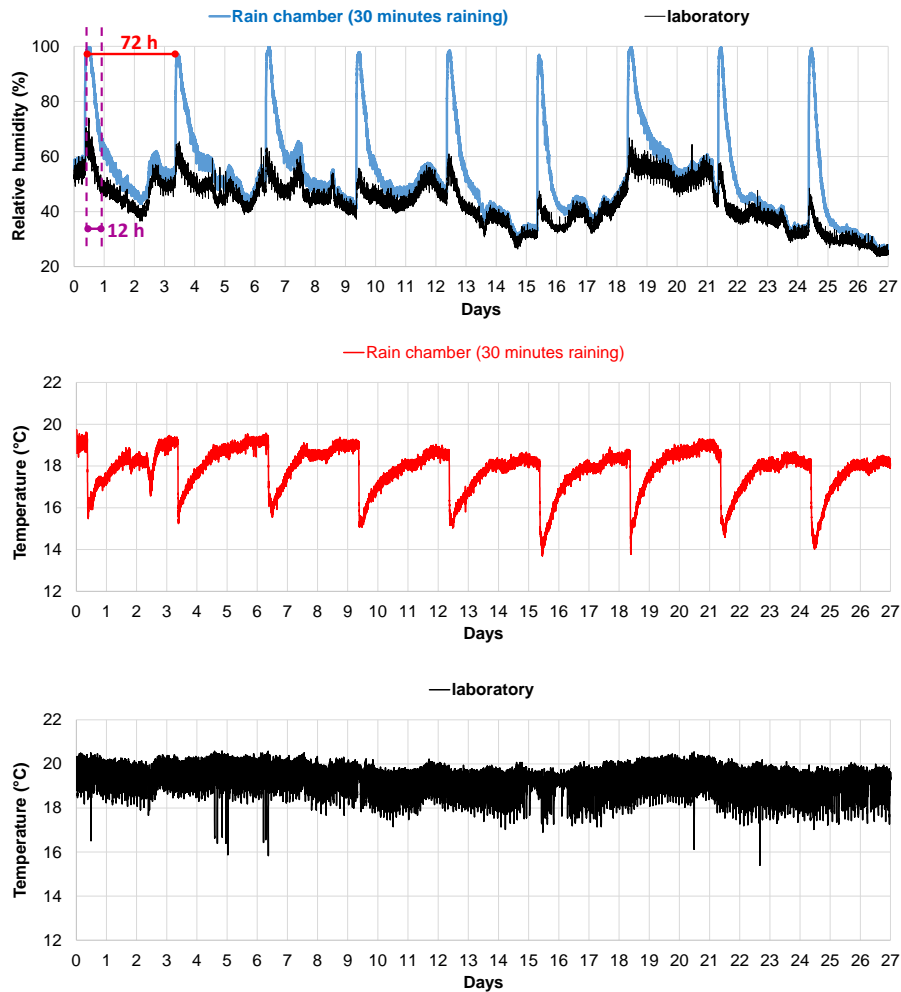 Rain chamber (30 minutes raining) laboratory
100
80
60
40
20
Relative humidity (%)
72 h
12 h
0 1 2 3 4 5 6 7 8 9 10 11 12 13 14 15 16 17 18 19 20 21 22 23 24 25 26 27
Days
Rain chamber (30 minutes raining)
22
20
18
16
14
12
Temperature (°C)
0 1 2 3 4 5 6 7 8 9 10 11 12 13 14 15 16 17 18 19 20 21 22 23 24 25 26 27
Days
laboratory
22
20
18
16
14
12
Temperature (°C)
0 1 2 3 4 5 6 7 8 9 10 11 12 13 14 15 16 17 18 19 20 21 22 23 24 25 26 27
Days